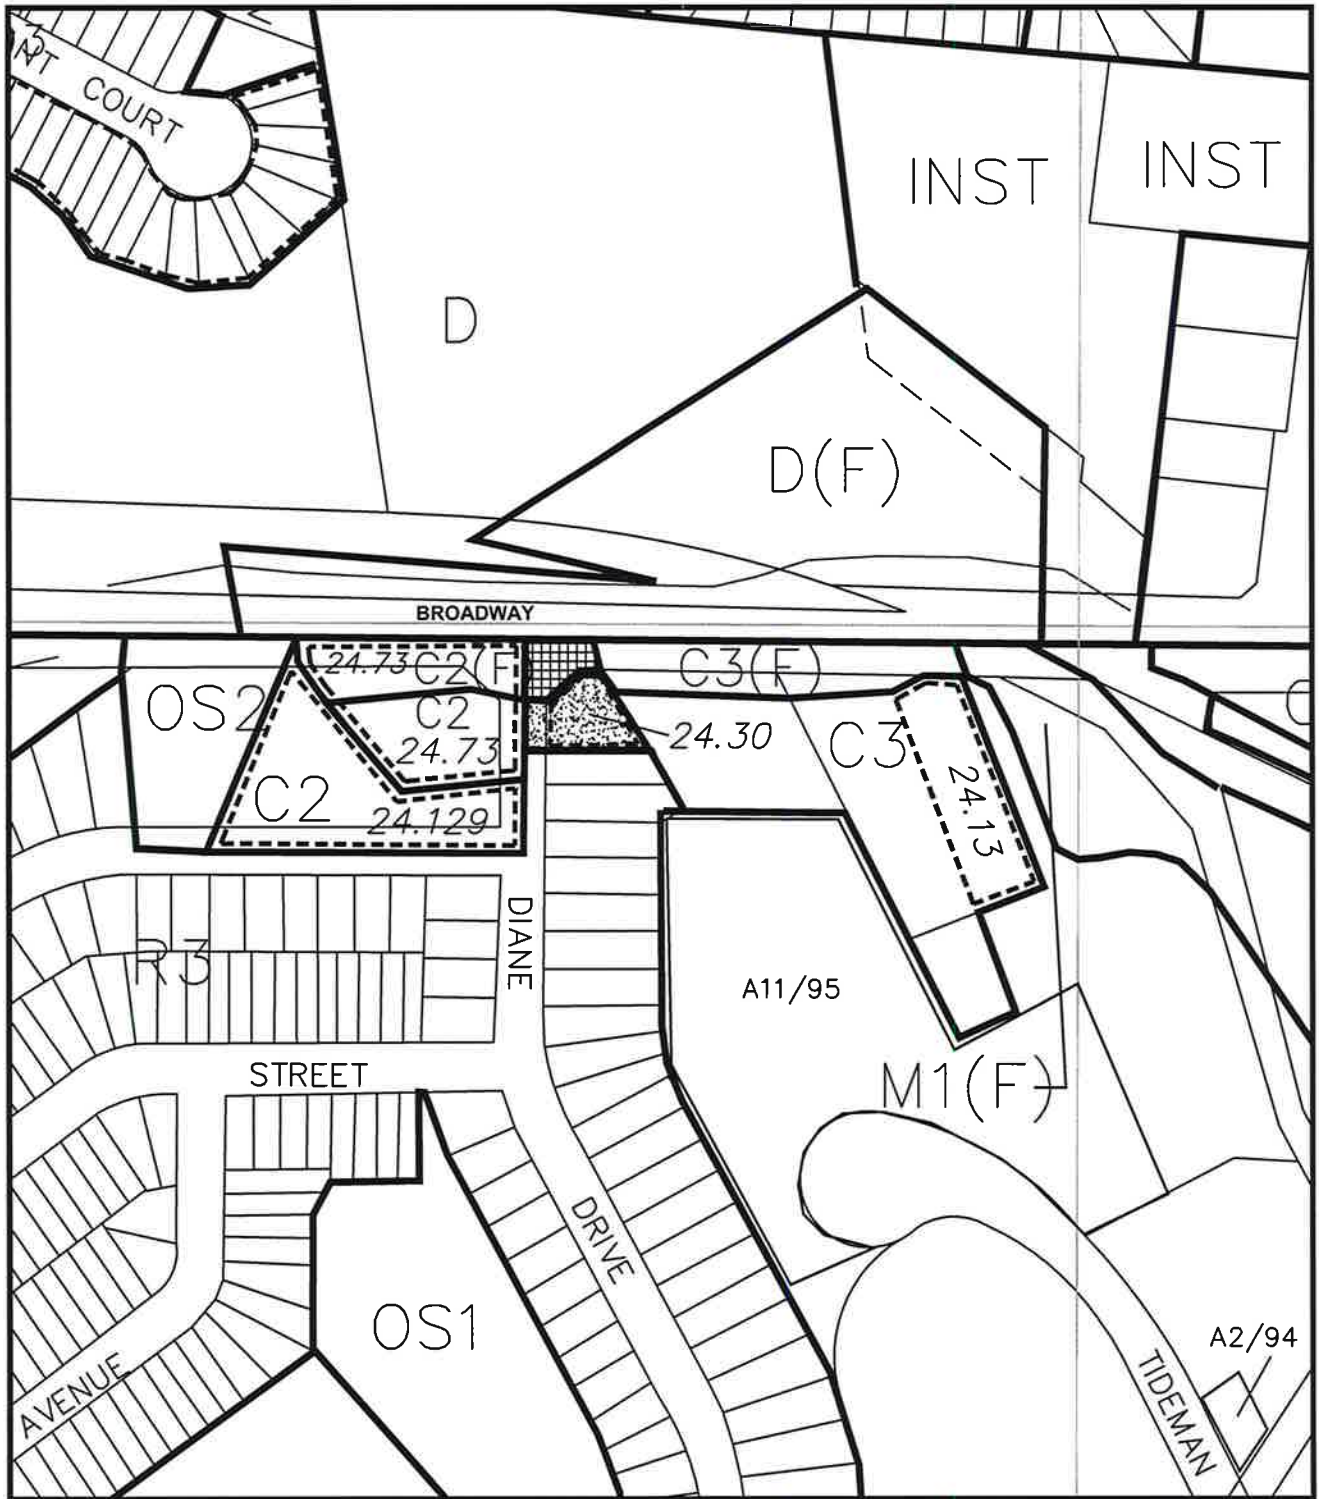 COURT
INST
INST
D
D(F)
BROADWAY
24.73
C2(F
C3(F)
OS2
C2
24.73
24.30
C3
C2
24.129
24.13
DIANE
R3
A11/95
STREET
M1(F)
DRIVE
OS1
A2/94
AVENUE
TIDEMAN